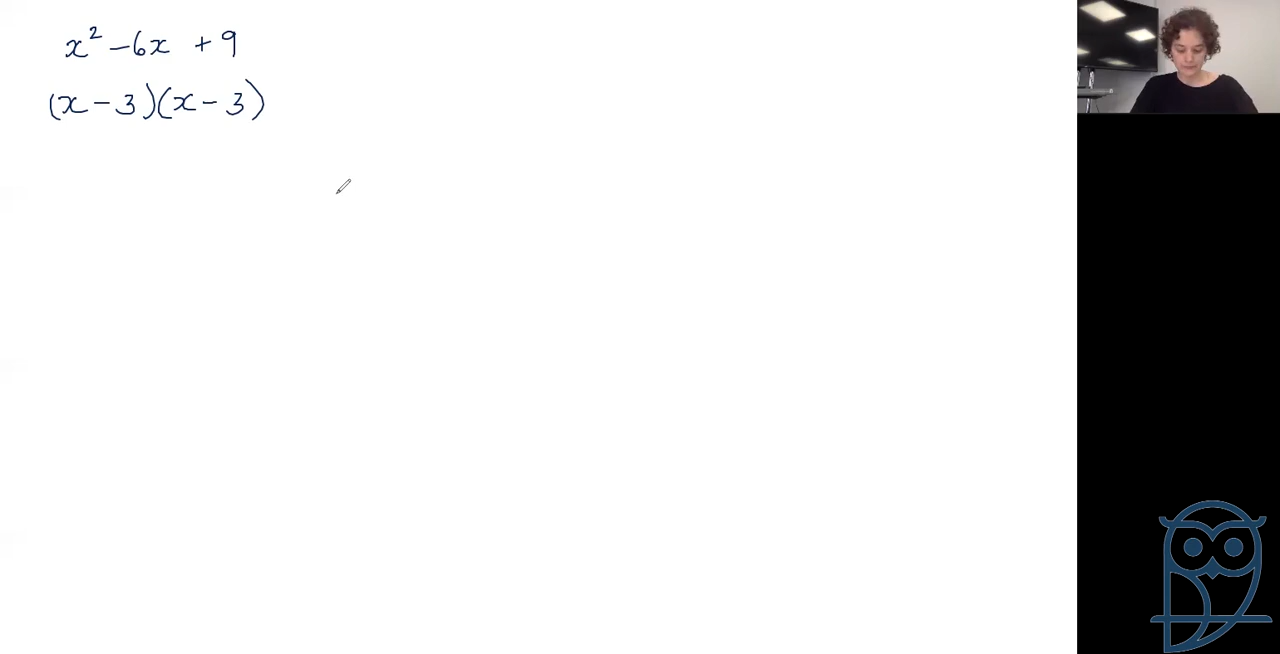 x² - 6x + 9
(x - 3)(x - 3)